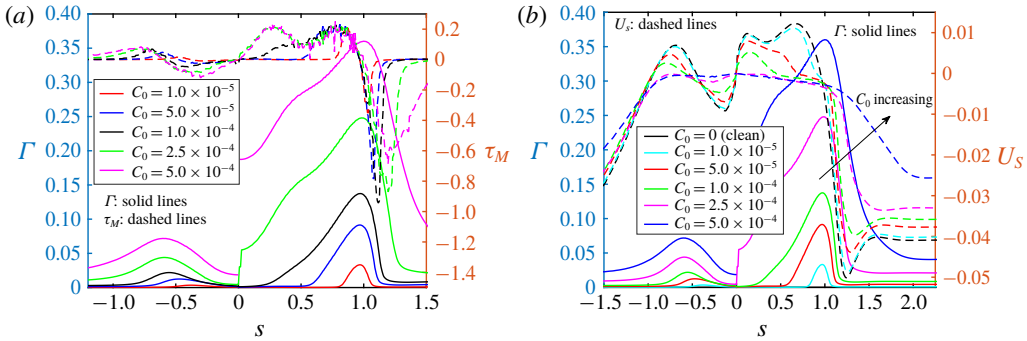 (a)
0.40
0.35
0.30
0.25
0.20
0.15
0.10
0.05
0
Γ
C₀ = 1.0 × 10⁻⁵
C₀ = 5.0 × 10⁻⁵
C₀ = 1.0 × 10⁻⁴
C₀ = 2.5 × 10⁻⁴
C₀ = 5.0 × 10⁻⁴
Γ: solid lines
τ_M: dashed lines
0.2
0
−0.2
−0.4
−0.6
−0.8
−1.0
−1.2
−1.4
τ_M
−1.0 −0.5 0 0.5 1.0 1.5
s
(b)
0.40
0.35
0.30
0.25
0.20
0.15
0.10
0.05
0
Γ
U_s: dashed lines
Γ: solid lines
C₀ increasing
C₀ = 0 (clean)
C₀ = 1.0 × 10⁻⁵
C₀ = 5.0 × 10⁻⁵
C₀ = 1.0 × 10⁻⁴
C₀ = 2.5 × 10⁻⁴
C₀ = 5.0 × 10⁻⁴
0.01
0
−0.01
−0.02
−0.03
−0.04
−0.05
U_S
−1.5 −1.0 −0.5 0 0.5 1.0 1.5 2.0
s